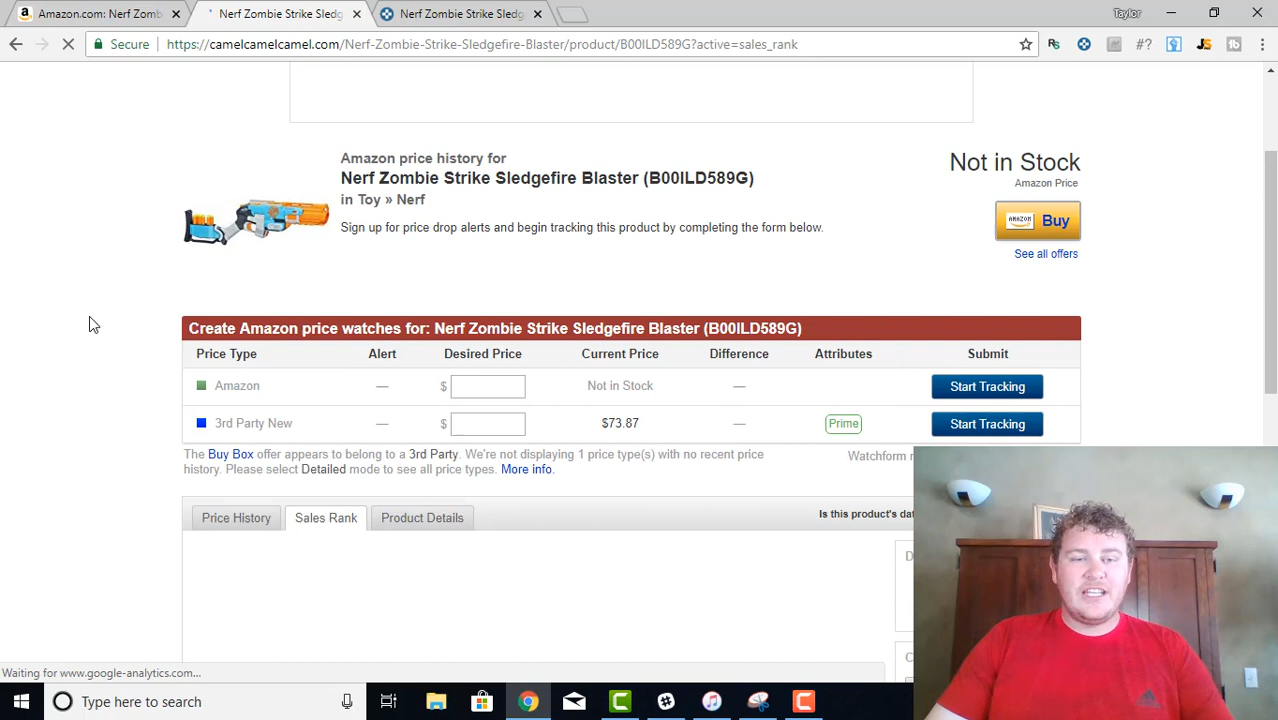 Amazon.com: Nerf Zomb
Nerf Zombie Strike Sledg
Nerf Zombie Strike Sled
Taylor
Secure
https://camelcamelcamel.com/Nerf-Zombie-Strike-Sledgefire-Blaster/product/B00ILD589G?active=sales_rank
Amazon price history for
Nerf Zombie Strike Sledgefire Blaster (B00ILD589G)
in Toy » Nerf
Sign up for price drop alerts and begin tracking this product by completing the form below.
Not in Stock
Amazon Price
AMAZON Buy
See all offers
Create Amazon price watches for: Nerf Zombie Strike Sledgefire Blaster (B00ILD589G)
Price Type Alert Desired Price Current Price Difference Attributes Submit
Amazon — $ Not in Stock — Start Tracking
3rd Party New — $ $73.87 — Prime Start Tracking
The Buy Box offer appears to belong to a 3rd Party. We're not displaying 1 price type(s) with no recent price
history. Please select Detailed mode to see all price types. More info.
Watchform
Price History Sales Rank Product Details
Is this product's dat
Waiting for www.google-analytics.com...
Type here to search